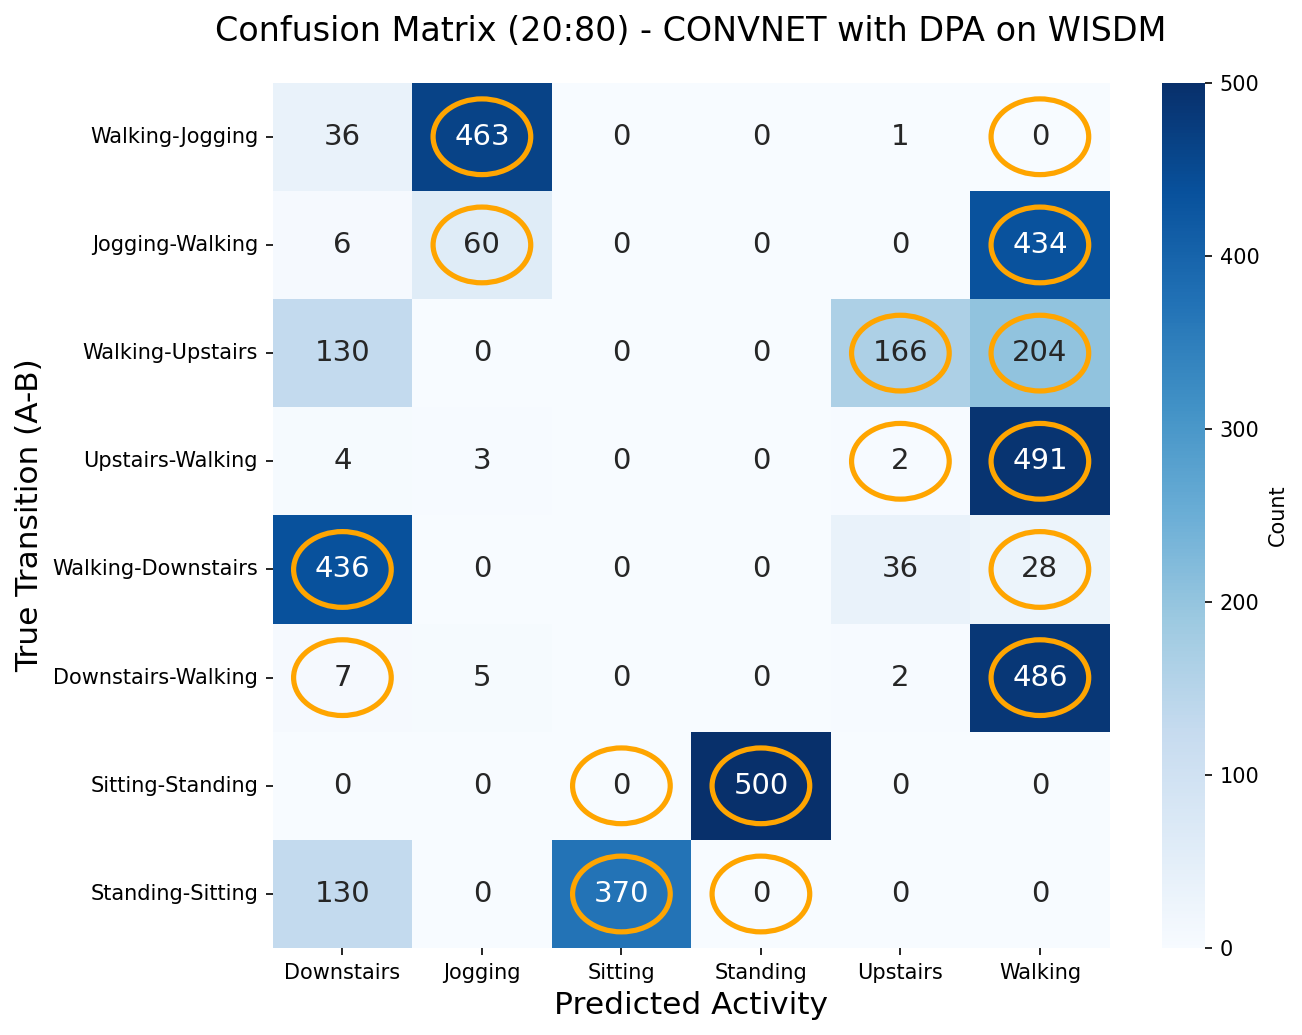 Confusion Matrix (20:80) - CONVNET with DPA on WISDM
True Transition (A-B)
Walking-Jogging 36 463 0 0 1 0
Jogging-Walking 6 60 0 0 0 434
Walking-Upstairs 130 0 0 0 166 204
Upstairs-Walking 4 3 0 0 2 491
Walking-Downstairs 436 0 0 0 36 28
Downstairs-Walking 7 5 0 0 2 486
Sitting-Standing 0 0 0 500 0 0
Standing-Sitting 130 0 370 0 0 0
Downstairs Jogging Sitting Standing Upstairs Walking
Predicted Activity
500
400
300
200
100
0
Count